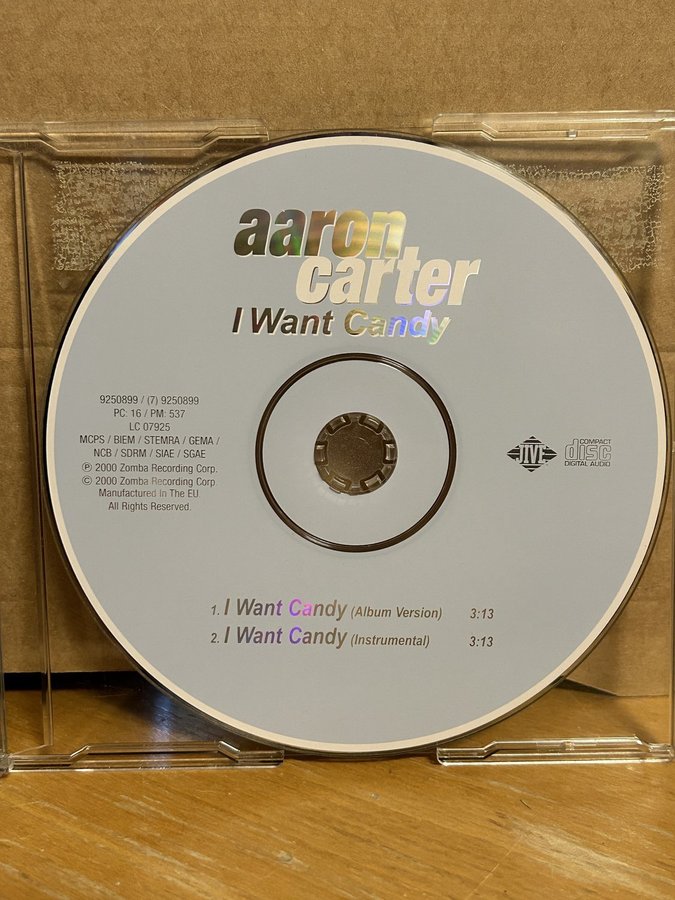 aaron
carter
I Want Candy
9250899 / (7) 9250899
PC: 16 / PM: 537
LC 07925
MCPS / BIEM / STEMRA / GEMA /
NCB / SDRM / SIAE / SGAE
℗ 2000 Zomba Recording Corp.
© 2000 Zomba Recording Corp.
Manufactured In The EU.
All Rights Reserved.
JIVE
COMPACT
disc
DIGITAL AUDIO
1. I Want Candy (Album Version) 3:13
2. I Want Candy (Instrumental) 3:13